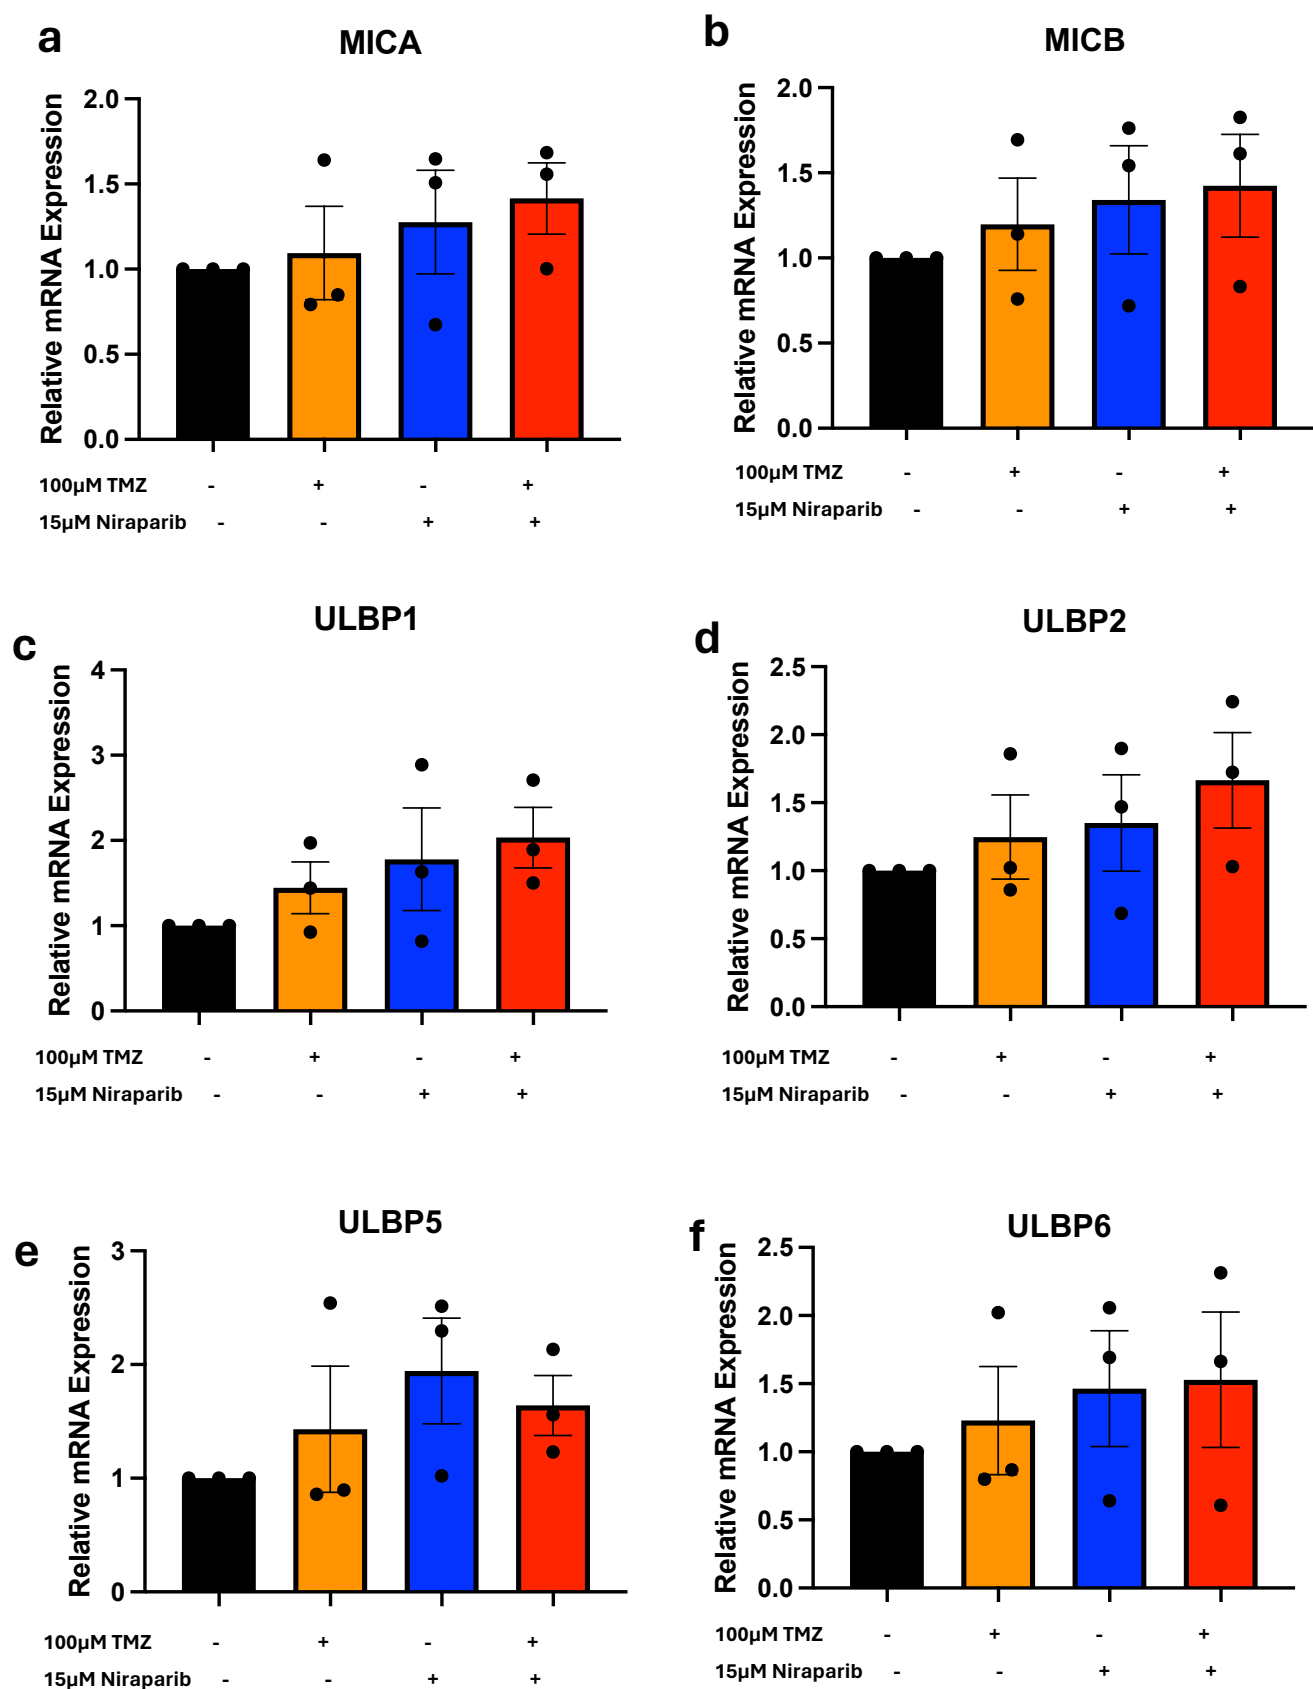 a
MICA
Relative mRNA Expression
2.0
1.5
1.0
0.5
0.0
100µM TMZ - + - +
15µM Niraparib - - + +
b
MICB
Relative mRNA Expression
2.0
1.5
1.0
0.5
0.0
100µM TMZ - + - +
15µM Niraparib - - + +
c
ULBP1
Relative mRNA Expression
4
3
2
1
0
100µM TMZ - + - +
15µM Niraparib - - + +
d
ULBP2
Relative mRNA Expression
2.5
2.0
1.5
1.0
0.5
0.0
100µM TMZ - + - +
15µM Niraparib - - + +
e
ULBP5
Relative mRNA Expression
3
2
1
0
100µM TMZ - + - +
15µM Niraparib - - + +
f
ULBP6
Relative mRNA Expression
2.5
2.0
1.5
1.0
0.5
0.0
100µM TMZ - + - +
15µM Niraparib - - + +